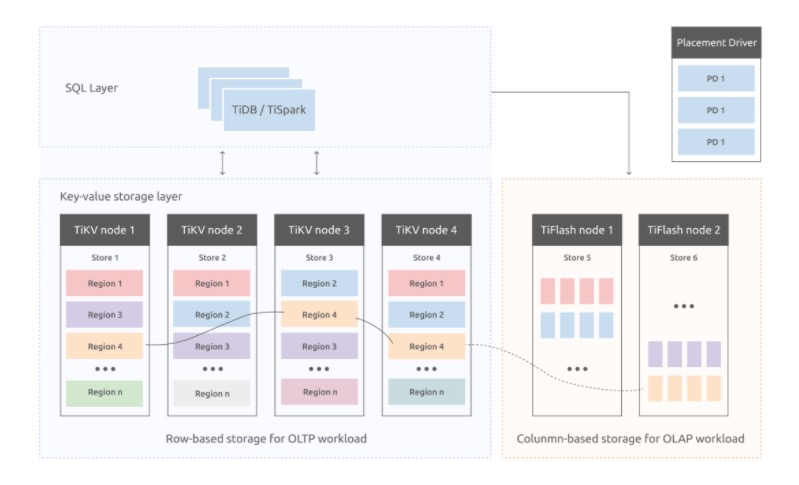 SQL Layer
TiDB / TiSpark
Placement Driver
PD 1
PD 1
PD 1
Key-value storage layer
TiKV node 1
Store 1
Region 1
Region 3
Region 4
•••
Region n
TiKV node 2
Store 2
Region 1
Region 2
Region 3
•••
Region n
TiKV node 3
Store 3
Region 2
Region 4
Region 3
•••
Region n
TiKV node 4
Store 4
Region 1
Region 2
Region 4
•••
Region n
Row-based storage for OLTP workload
TiFlash node 1
Store 5
•••
TiFlash node 2
Store 6
•••
Colunmn-based storage for OLAP workload